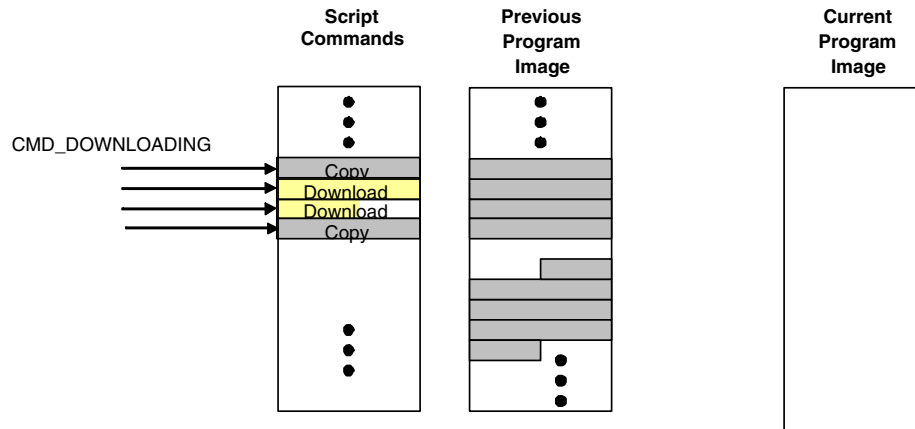 Script
Commands
Previous
Program
Image
Current
Program
Image
CMD_DOWNLOADING
Copy
Download
Download
Copy